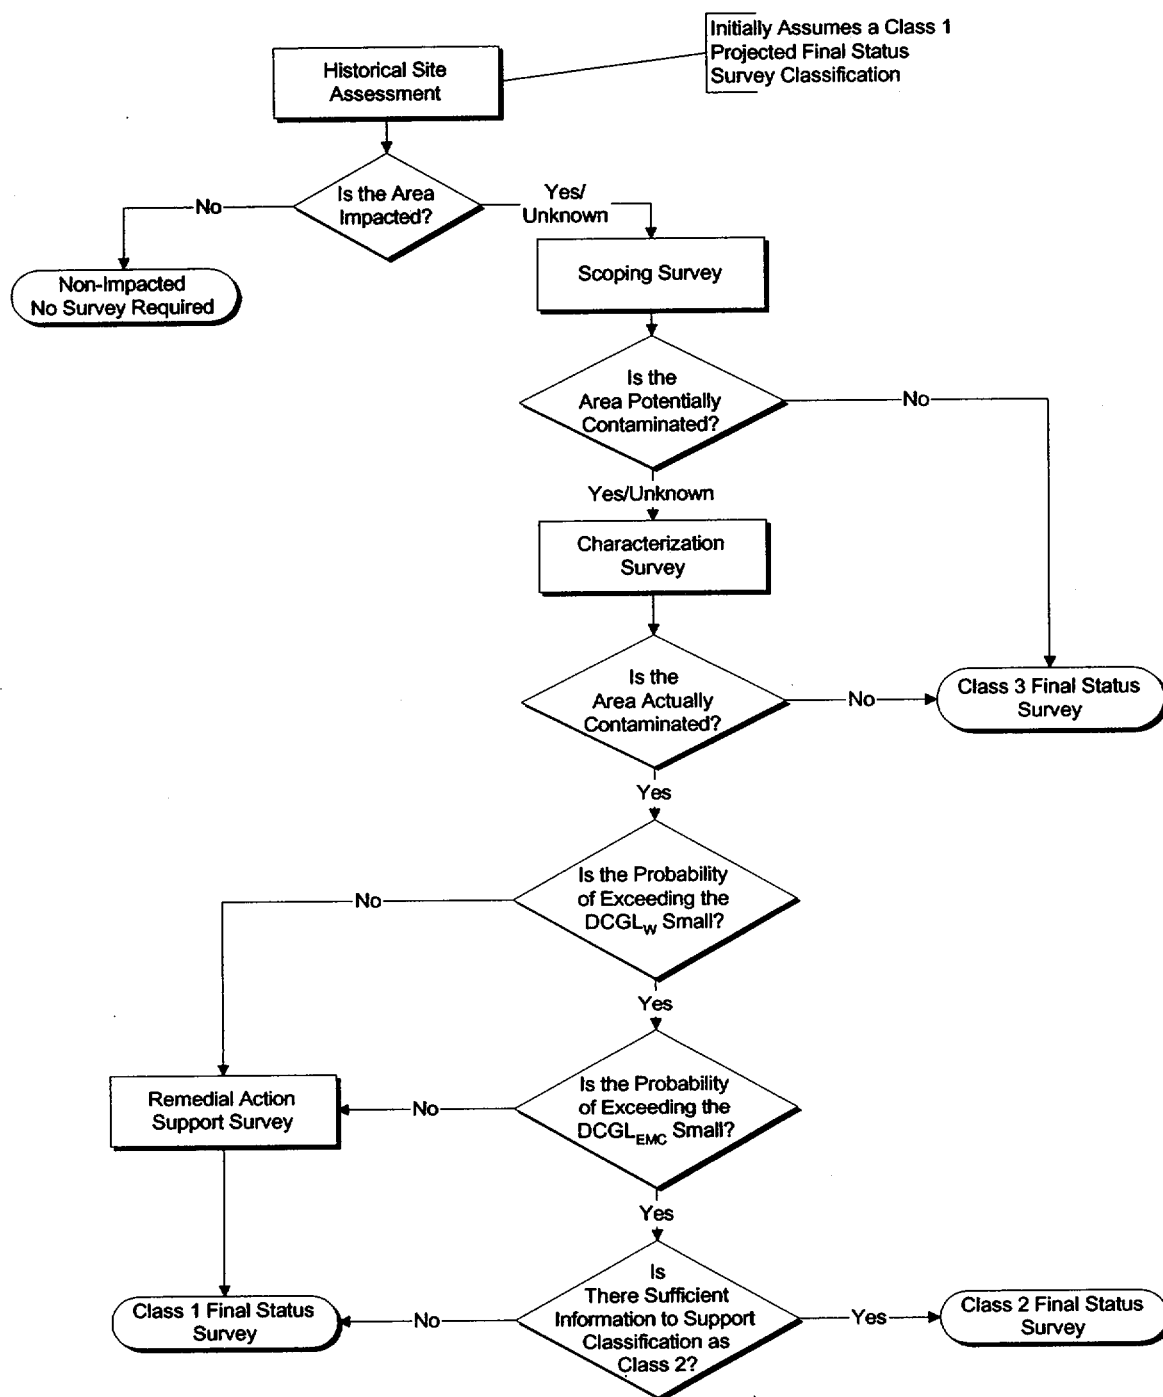 Initially Assumes a Class 1
Projected Final Status
Survey Classification
Historical Site
Assessment
Is the Area
Impacted?
No
Yes/
Unknown
Non-Impacted
No Survey Required
Scoping Survey
Is the
Area Potentially
Contaminated?
No
Yes/Unknown
Characterization
Survey
Is the
Area Actually
Contaminated?
No
Class 3 Final Status
Survey
Yes
Is the Probability
of Exceeding the
DCGLW Small?
No
Yes
Is the Probability
of Exceeding the
DCGLEMC Small?
No
Remedial Action
Support Survey
Yes
Is
There Sufficient
Information to Support
Classification as
Class 2?
No
Class 1 Final Status
Survey
Yes
Class 2 Final Status
Survey